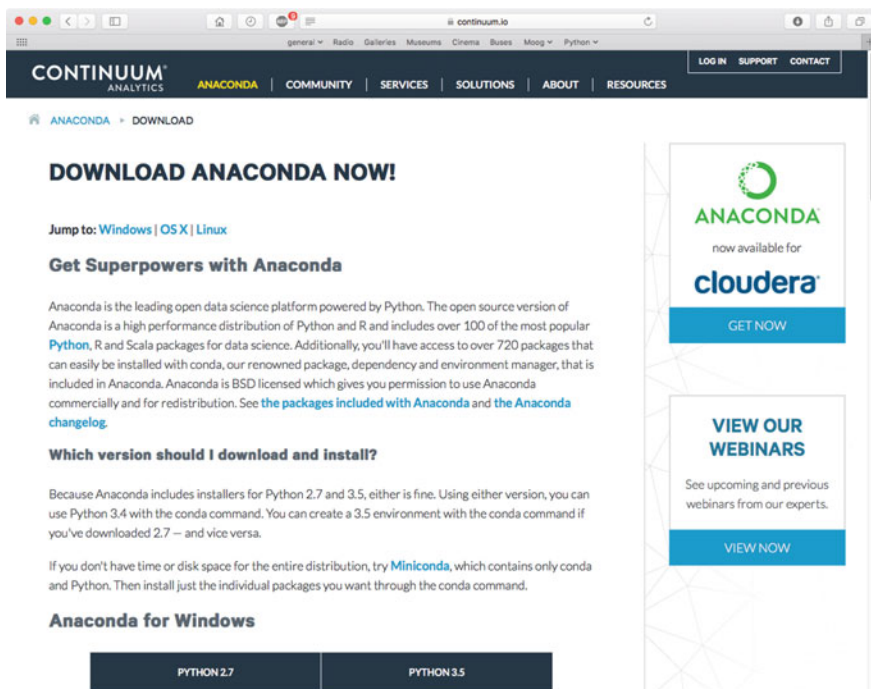 continuum.io
general Radio Galleries Museums Cinema Buses Moog Python
LOG IN SUPPORT CONTACT
CONTINUUM®
ANALYTICS
ANACONDA | COMMUNITY | SERVICES | SOLUTIONS | ABOUT | RESOURCES
ANACONDA DOWNLOAD
DOWNLOAD ANACONDA NOW!
Jump to: Windows | OS X | Linux
Get Superpowers with Anaconda
Anaconda is the leading open data science platform powered by Python. The open source version of
Anaconda is a high performance distribution of Python and R and includes over 100 of the most popular
Python, R and Scala packages for data science. Additionally, you'll have access to over 720 packages that
can easily be installed with conda, our renowned package, dependency and environment manager, that is
included in Anaconda. Anaconda is BSD licensed which gives you permission to use Anaconda
commercially and for redistribution. See the packages included with Anaconda and the Anaconda
changelog.
Which version should I download and install?
Because Anaconda includes installers for Python 2.7 and 3.5, either is fine. Using either version, you can
use Python 3.4 with the conda command. You can create a 3.5 environment with the conda command if
you've downloaded 2.7 — and vice versa.
If you don't have time or disk space for the entire distribution, try Miniconda, which contains only conda
and Python. Then install just the individual packages you want through the conda command.
Anaconda for Windows
PYTHON 2.7 PYTHON 3.5
ANACONDA
now available for
cloudera
GET NOW
VIEW OUR
WEBINARS
See upcoming and previous
webinars from our experts.
VIEW NOW